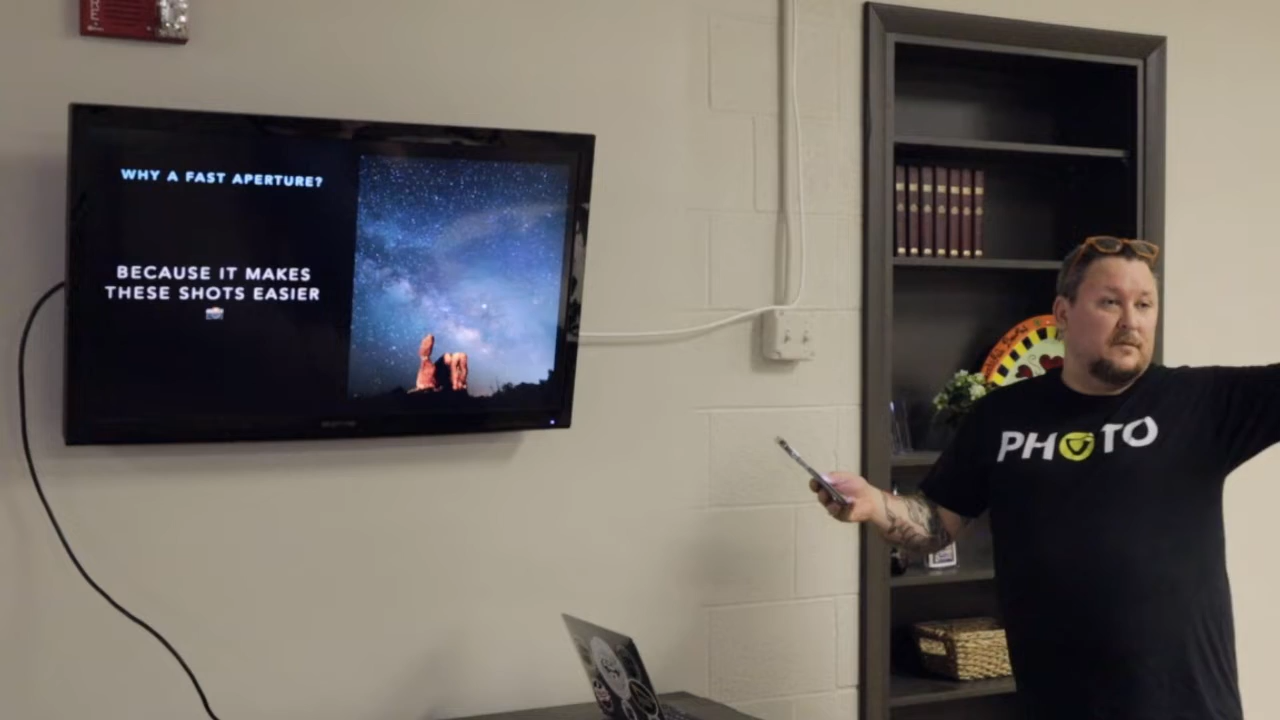 WHY A FAST APERTURE?
BECAUSE IT MAKES
THESE SHOTS EASIER
PHOTO